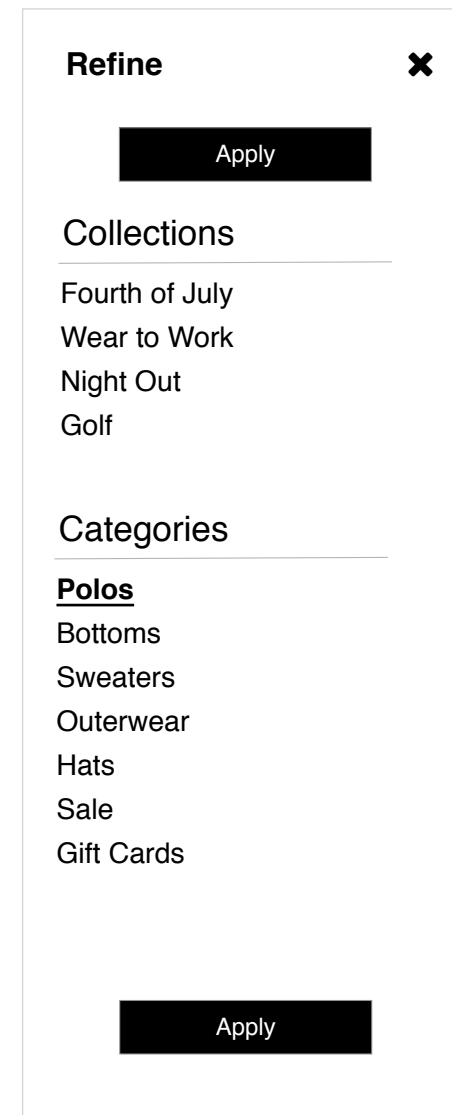 Refine
Apply
Collections
Fourth of July
Wear to Work
Night Out
Golf
Categories
Polos
Bottoms
Sweaters
Outerwear
Hats
Sale
Gift Cards
Apply